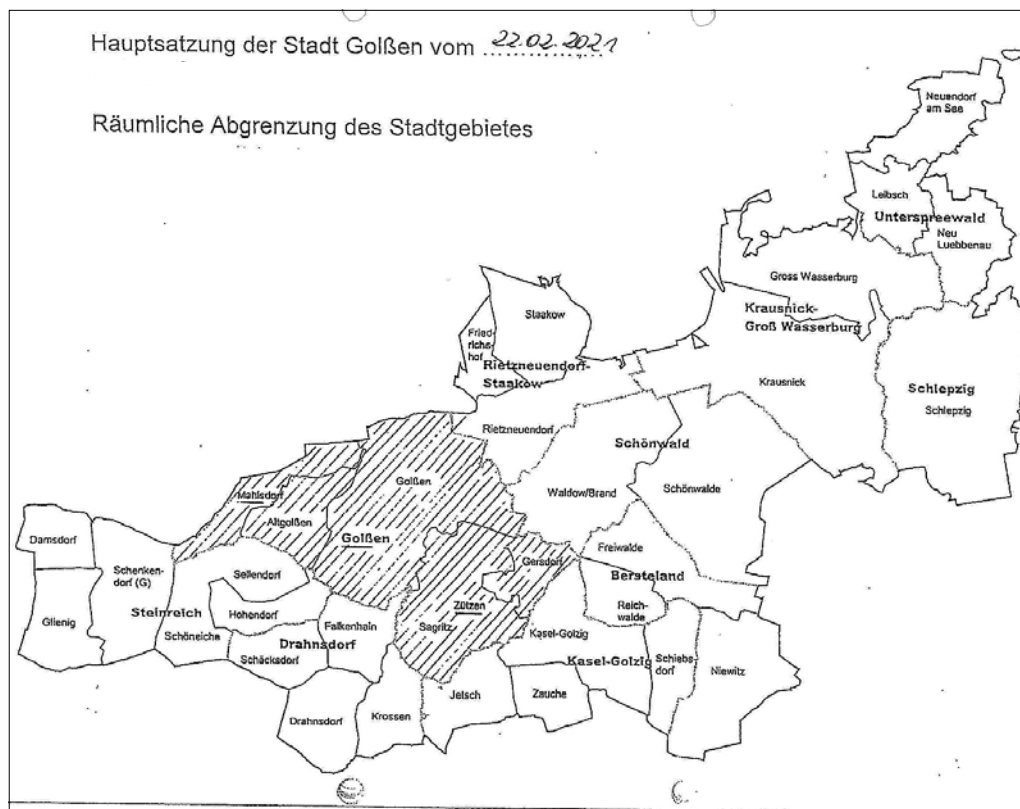 Hauptsatzung der Stadt Golßen vom 22.02.2021
Räumliche Abgrenzung des Stadtgebietes
Neuendorf
am See
Leibsch
Unterspreewald
Neu
Luebbenau
Gross Wasserburg
Krausnick-
Groß Wasserburg
Staakow
Fried-
richs-
hof
Rietzneuendorf-
Staakow
Krausnick
Schlepzig
Schlepzig
Rietzneuendorf
Schönwald
Golßen
Waldow/Brand
Schönwalde
Mahlsdorf
Altgolßen
Golßen
Damsdorf
Freiwalde
Gersdorf
Schenken-
dorf (G)
Sellendorf
Bersteland
Glienig
Steinreich
Hohendorf
Zützen
Reich-
walde
Schöneiche
Falkenhain
Sagritz
Kasel-Golzig
Drahnsdorf
Schäcksdorf
Kasel-Golzig
Schiebs-
dorf
Niewitz
Jetsch
Zauche
Drahnsdorf
Krossen